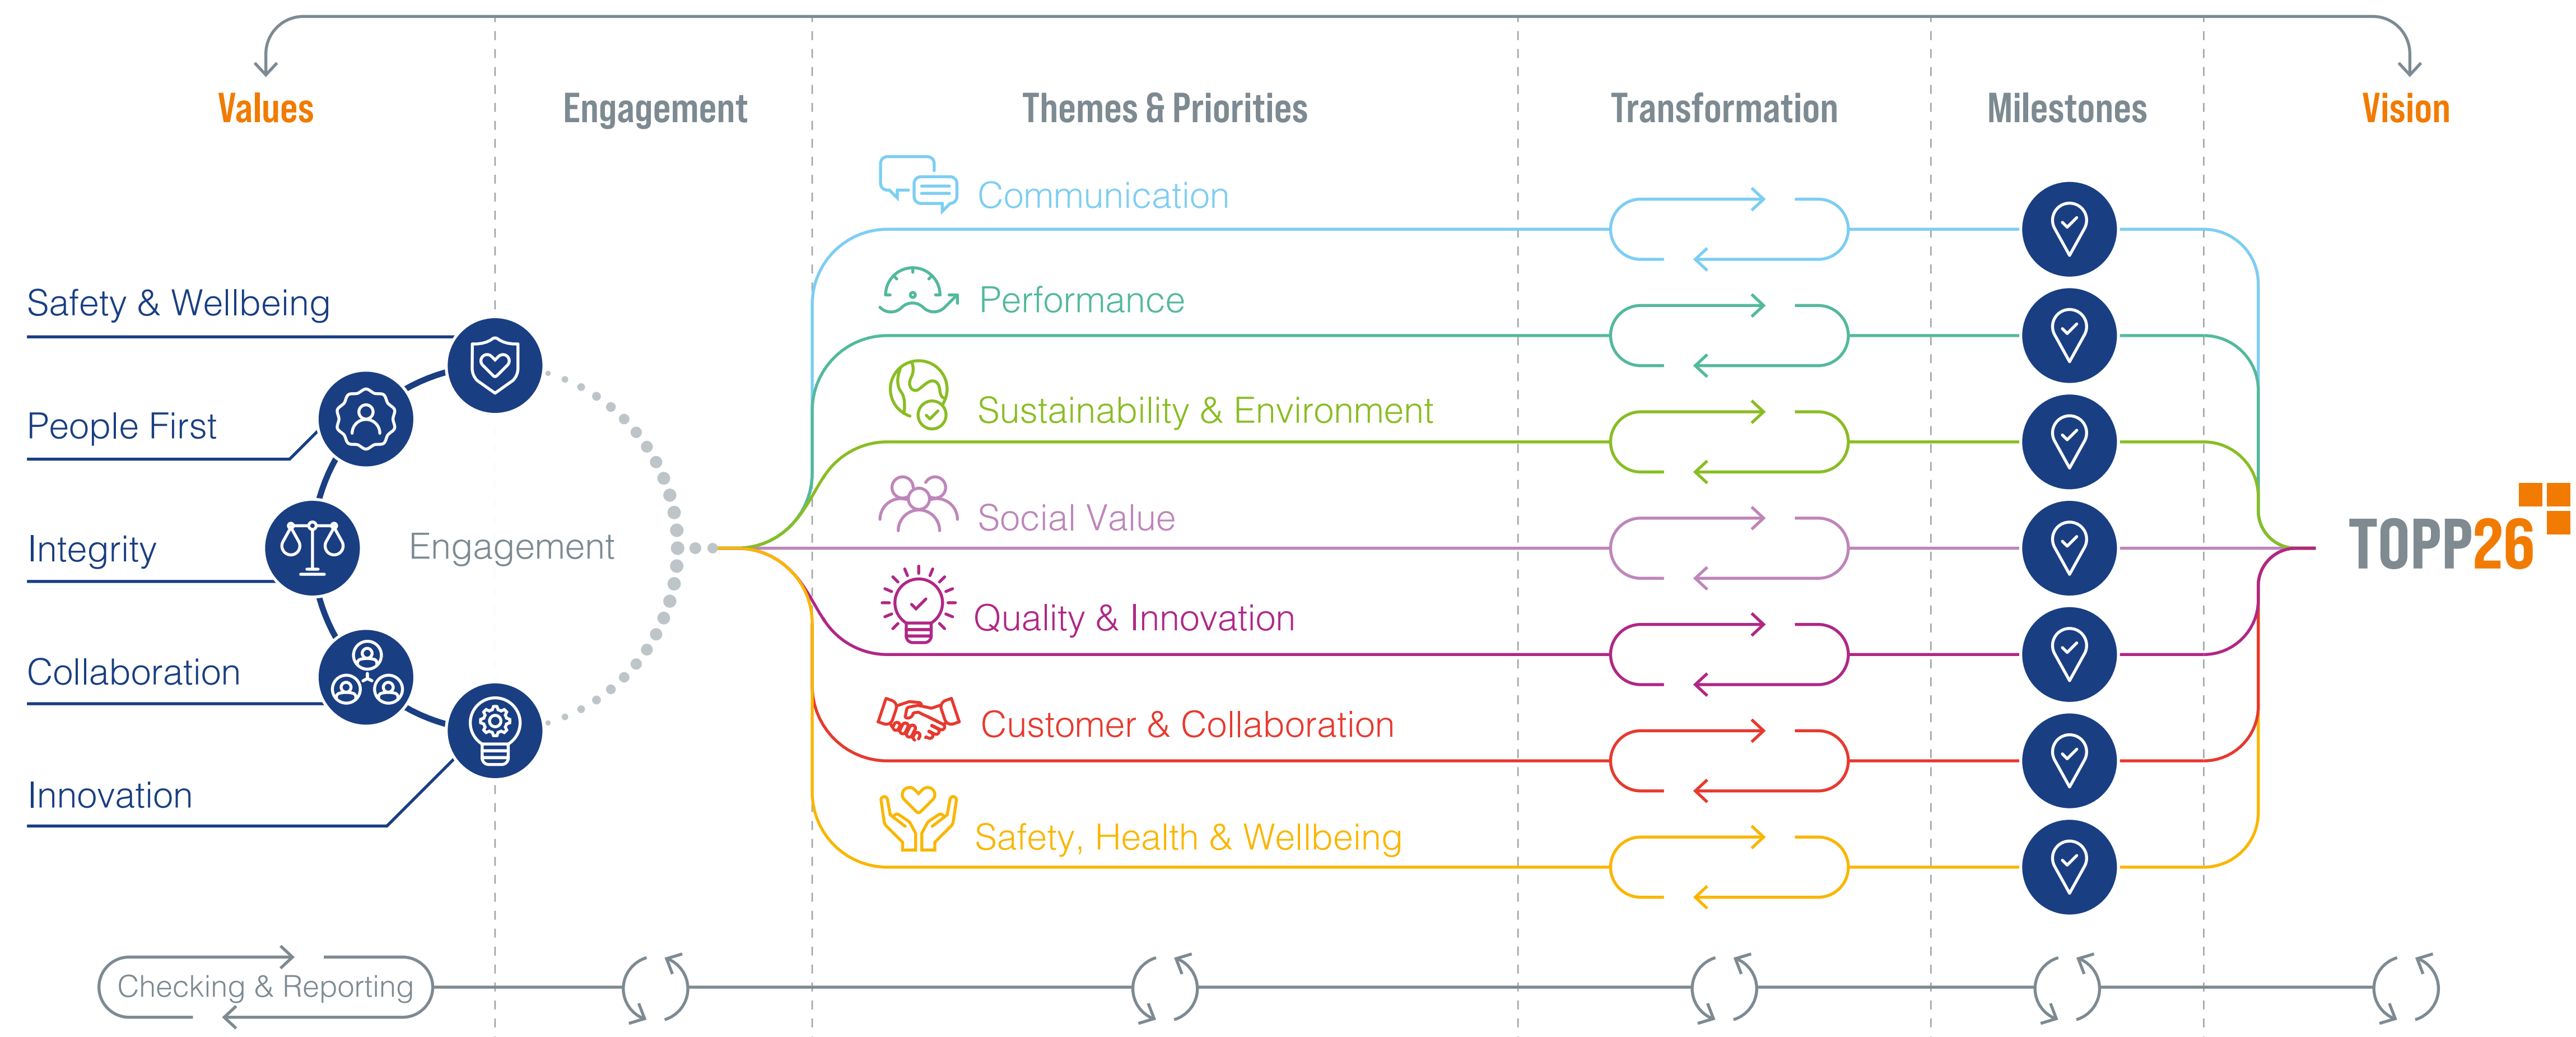 Values
Engagement
Themes & Priorities
Transformation
Milestones
Vision
Safety & Wellbeing
People First
Integrity
Collaboration
Innovation
Engagement
Communication
Performance
Sustainability & Environment
Social Value
Quality & Innovation
Customer & Collaboration
Safety, Health & Wellbeing
TOPP26
Checking & Reporting